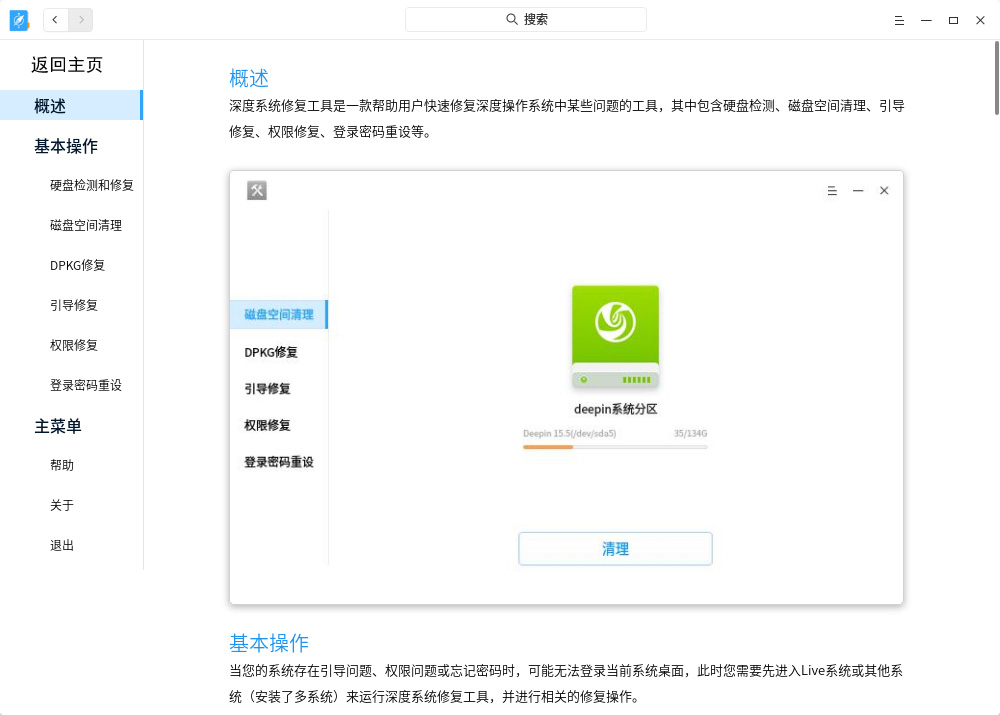 搜索
返回主页
概述
基本操作
硬盘检测和修复
磁盘空间清理
DPKG修复
引导修复
权限修复
登录密码重设
主菜单
帮助
关于
退出
概述
深度系统修复工具是一款帮助用户快速修复深度操作系统中某些问题的工具，其中包含硬盘检测、磁盘空间清理、引导
修复、权限修复、登录密码重设等。
磁盘空间清理
DPKG修复
引导修复
权限修复
登录密码重设
deepin系统分区
Deepin 15.5(/dev/sda5) 35/134G
清理
基本操作
当您的系统存在引导问题、权限问题或忘记密码时，可能无法登录当前系统桌面，此时您需要先进入Live系统或其他系
统（安装了多系统）来运行深度系统修复工具，并进行相关的修复操作。